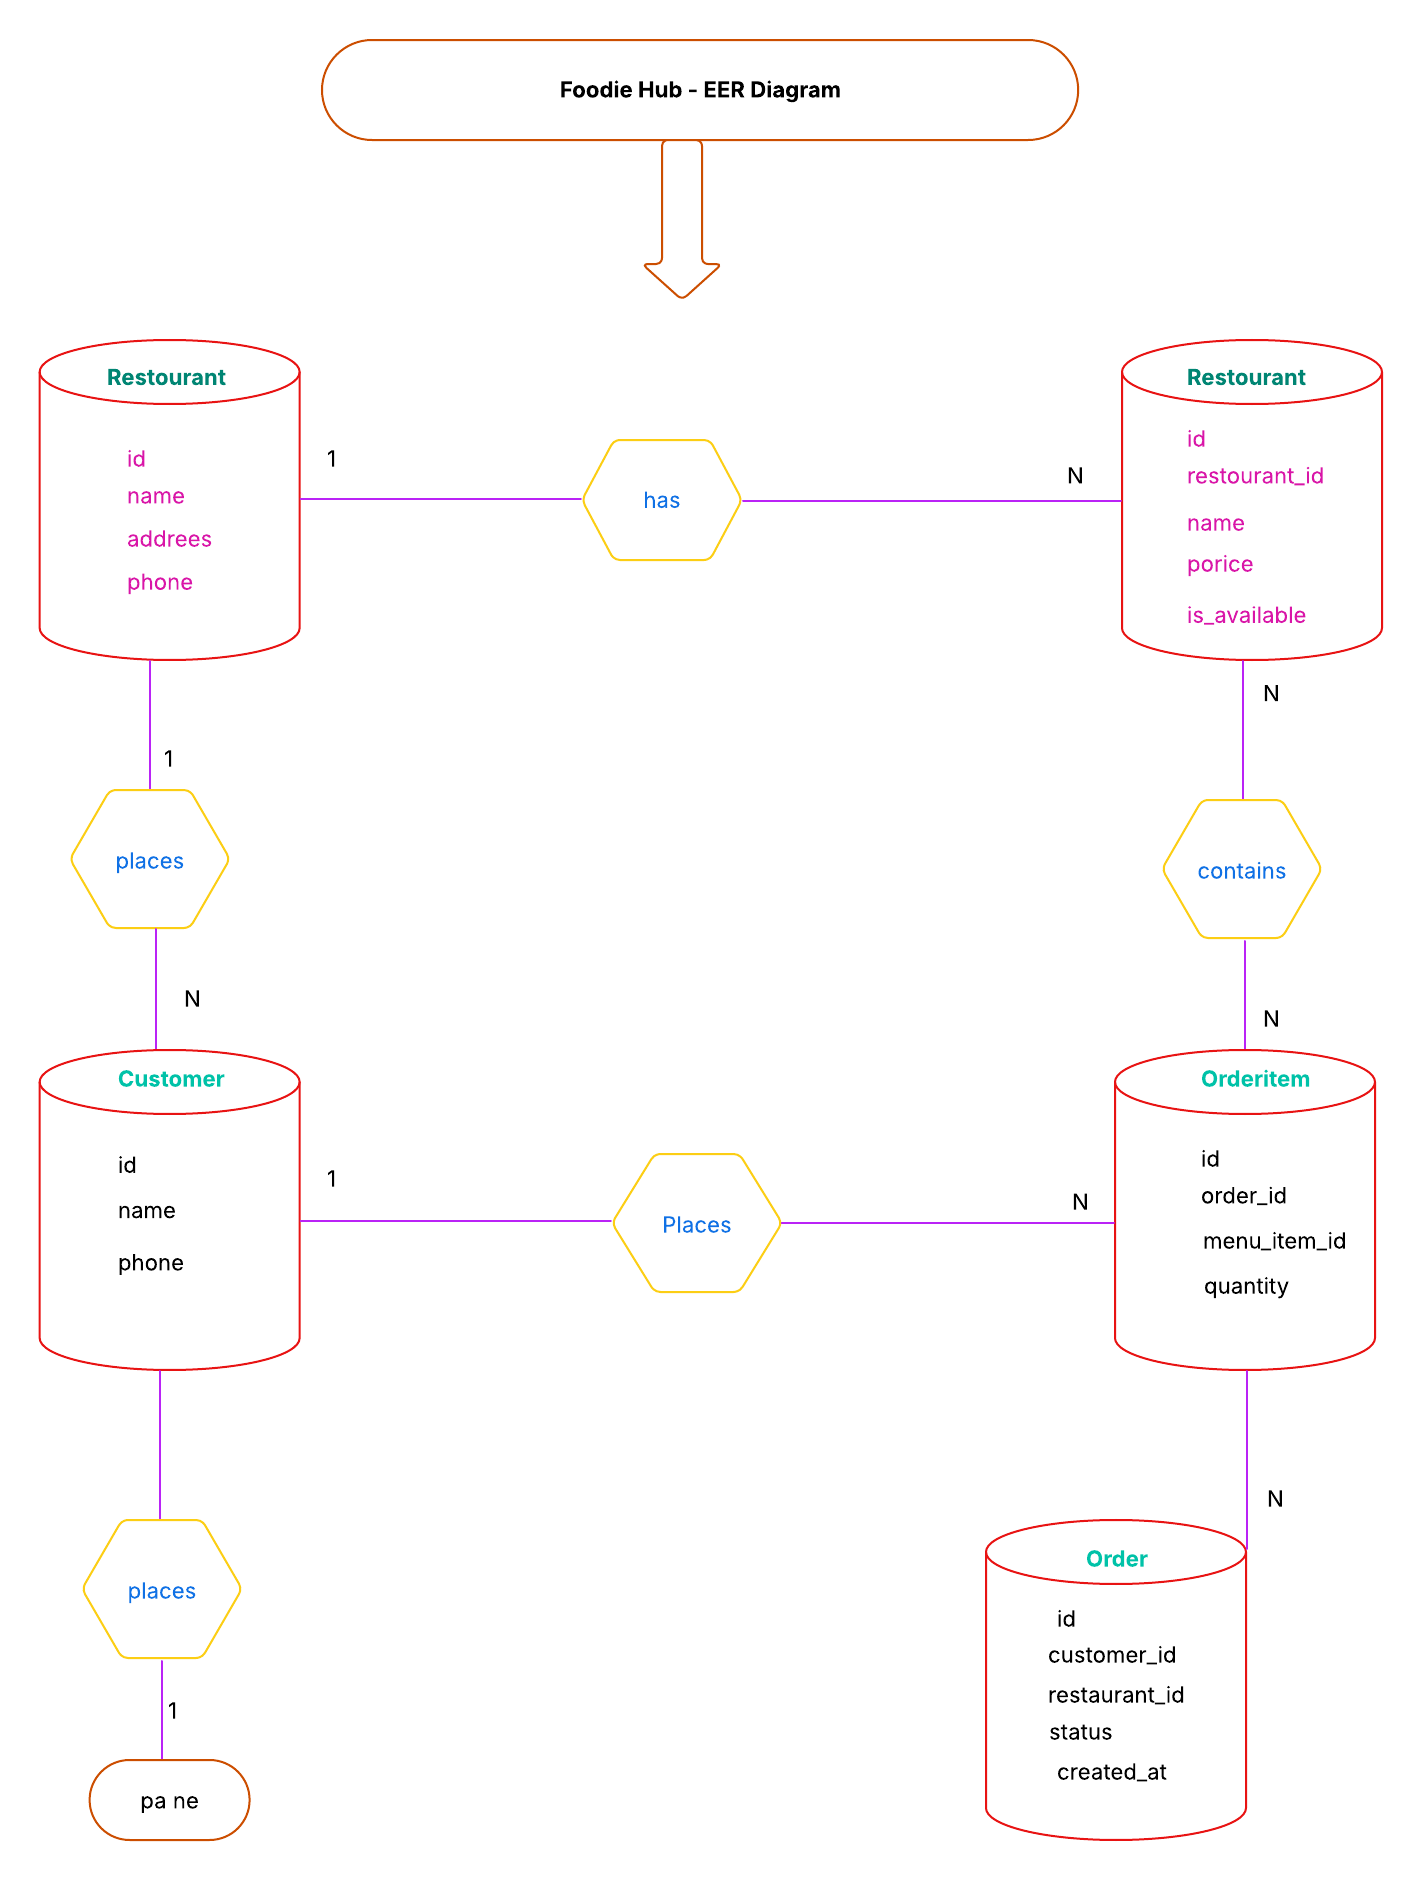 Foodie Hub - EER Diagram
Restourant
id
name
addrees
phone
1
has
N
Restourant
id
restourant_id
name
porice
is_available
1
places
N
N
contains
N
Customer
id
name
phone
1
Places
N
Orderitem
id
order_id
menu_item_id
quantity
places
1
pa ne
N
Order
id
customer_id
restaurant_id
status
created_at